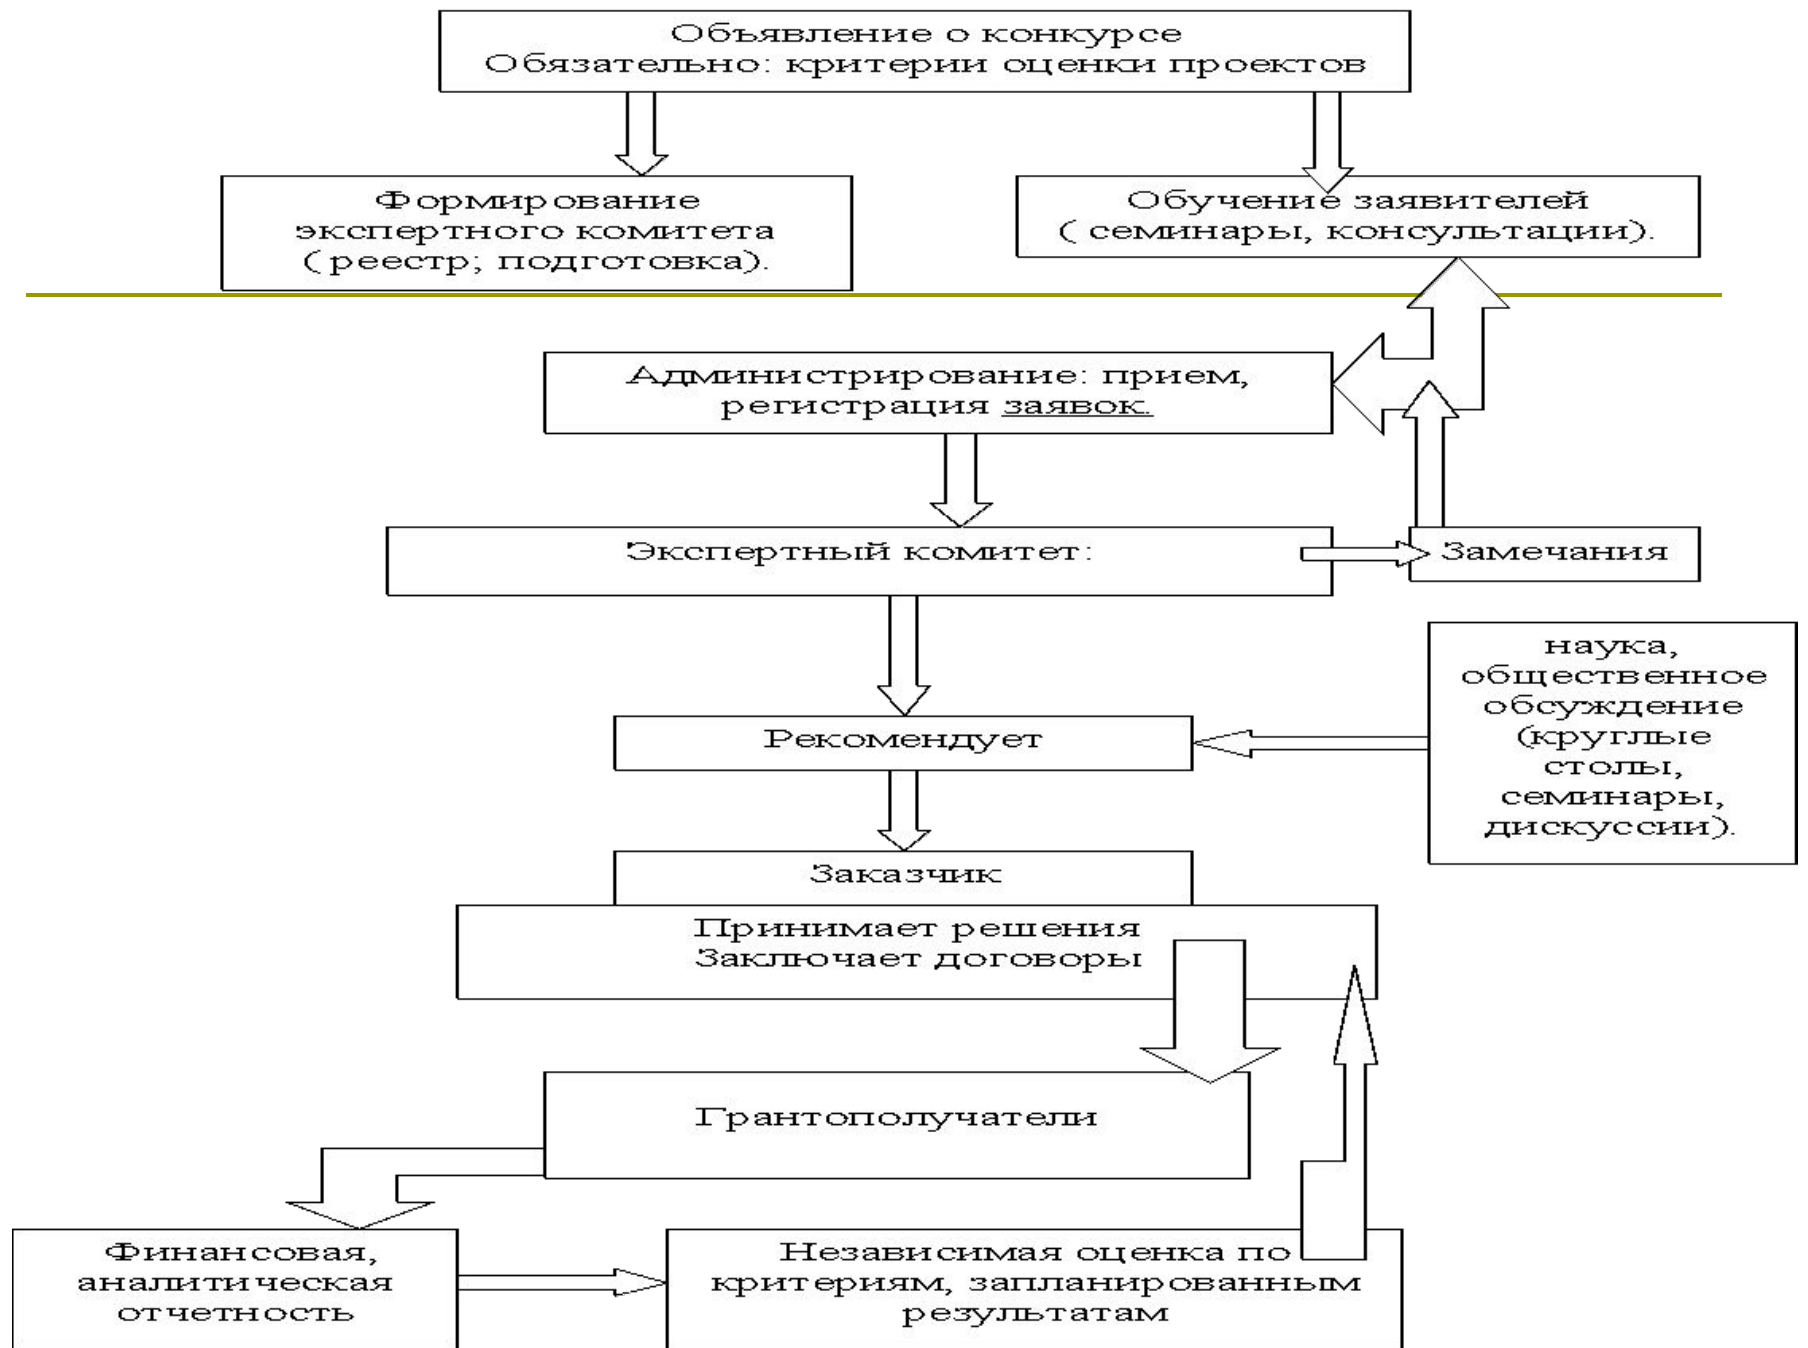 Объявление о конкурсе
Обязательно: критерии оценки проектов
Формирование
экспертного комитета
( реестр; подготовка).
Обучение заявителей
( семинары, консультации).
Администрирование: прием,
регистрация заявок.
Экспертный комитет:
Замечания
наука,
общественное
обсуждение
(круглые
столы,
семинары,
дискуссии).
Рекомендует
Заказчик
Принимает решения
Заключает договоры
Грантополучатели
Финансовая,
аналитическая
отчетность
Независимая оценка по
критериям, запланированным
результатам